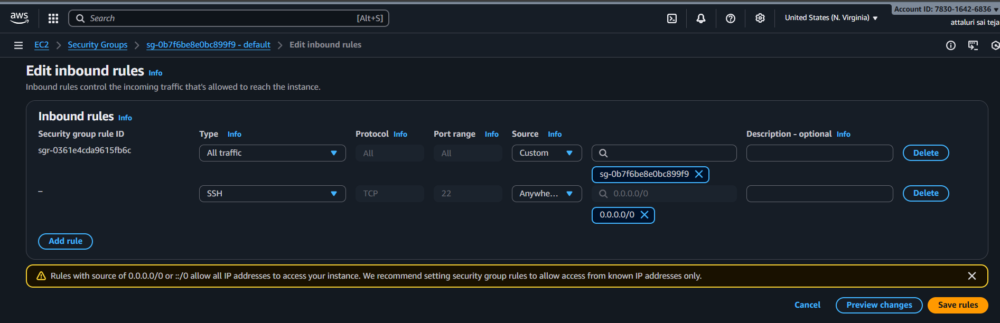 aws
Search [Alt+S]
United States (N. Virginia)
Account ID: 7830-1642-6836
attaluri sai teja
EC2 > Security Groups > sg-0b7f6be8e0bc899f9 - default > Edit inbound rules
Edit inbound rules Info
Inbound rules control the incoming traffic that's allowed to reach the instance.
Inbound rules Info
Security group rule ID Type Info Protocol Info Port range Info Source Info Description - optional Info
sgr-0361e4cda9615fb6c All traffic All All Custom Delete
sg-0b7f6be8e0bc899f9
– SSH TCP 22 Anywhe... 0.0.0.0/0 Delete
0.0.0.0/0
Add rule
Rules with source of 0.0.0.0/0 or ::/0 allow all IP addresses to access your instance. We recommend setting security group rules to allow access from known IP addresses only.
Cancel Preview changes Save rules